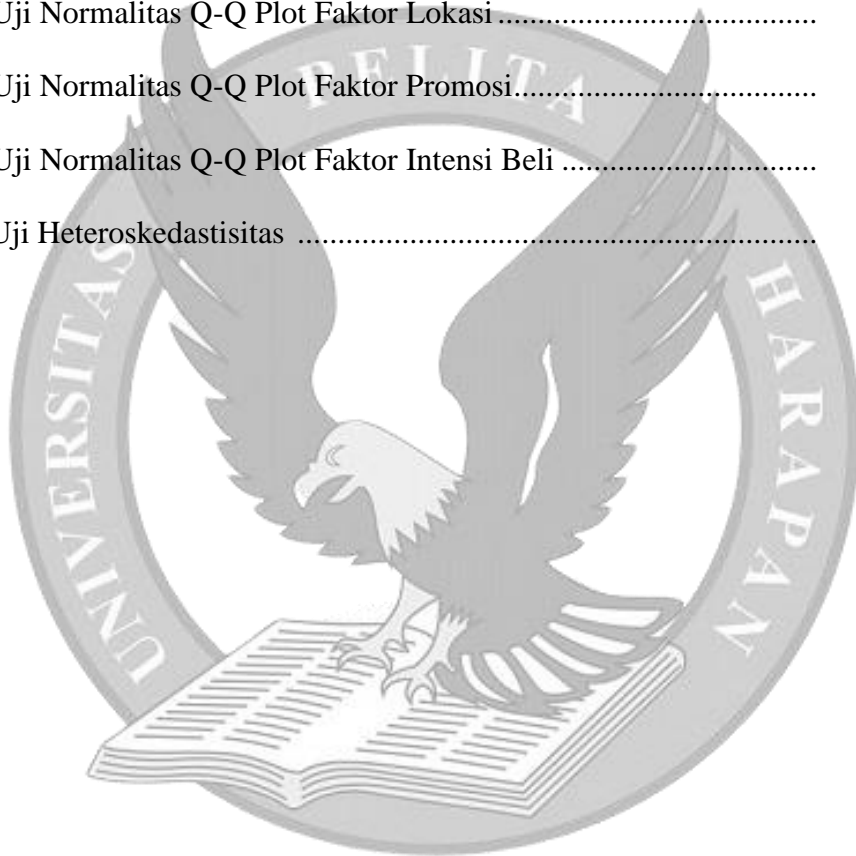 Uji Normalitas Q-Q Plot Faktor Lokasi .......................................
Uji Normalitas Q-Q Plot Faktor Promosi.....................................
Uji Normalitas Q-Q Plot Faktor Intensi Beli ...............................
Uji Heteroskedastisitas ................................................................
UNIVERSITAS PELITA HARAPAN